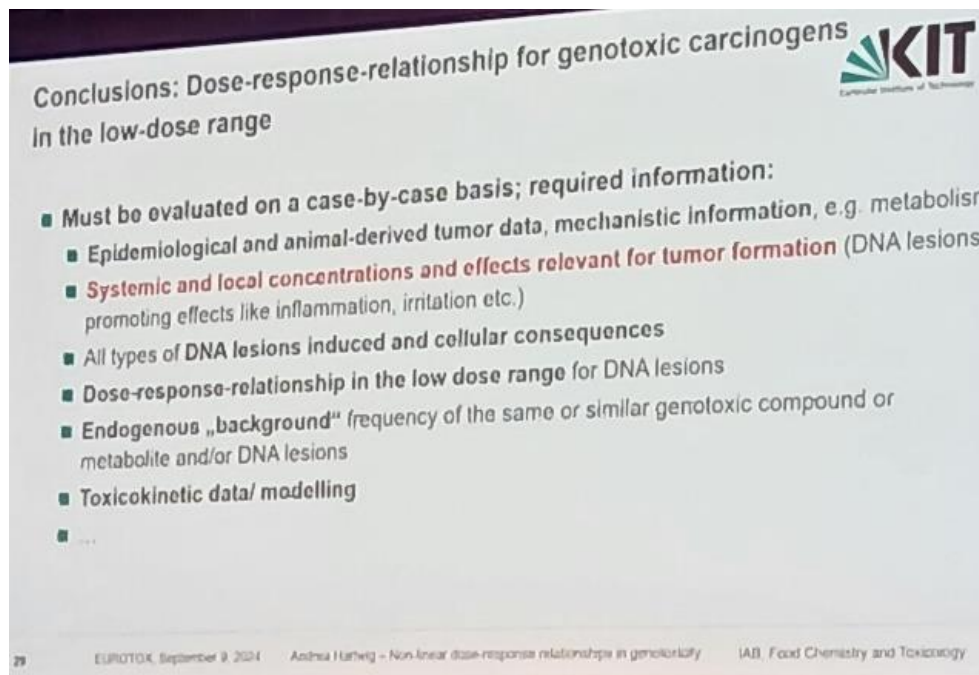 Conclusions: Dose-response-relationship for genotoxic carcinogens
in the low-dose range
KIT
Karlsruhe Institute of Technology
Must be evaluated on a case-by-case basis; required information:
Epidemiological and animal-derived tumor data, mechanistic information, e.g. metabolism
Systemic and local concentrations and effects relevant for tumor formation (DNA lesions
promoting effects like inflammation, irritation etc.)
All types of DNA lesions induced and cellular consequences
Dose-response-relationship in the low dose range for DNA lesions
Endogenous „background“ frequency of the same or similar genotoxic compound or
metabolite and/or DNA lesions
Toxicokinetic data/ modelling
...
29 EUROTOX, September 9, 2024 Andrea Hartwig – Non-linear dose-response relationships in genotoxicity IAB, Food Chemistry and Toxicology